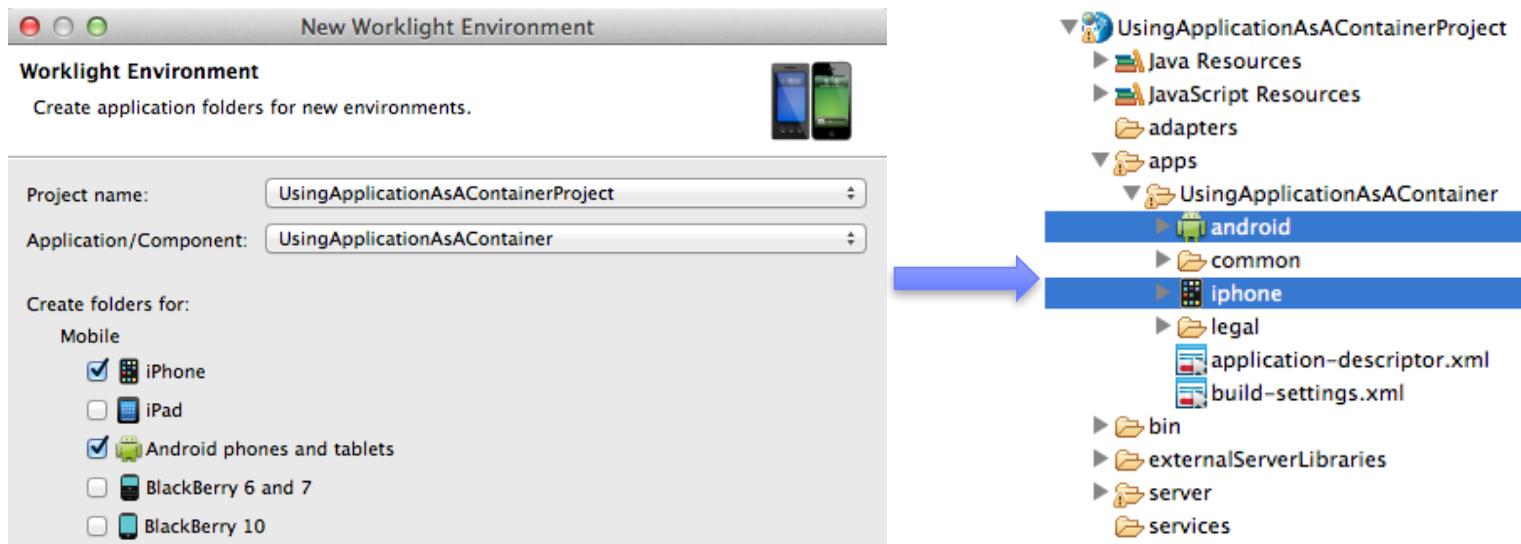 New Worklight Environment
Worklight Environment
Create application folders for new environments.
Project name: UsingApplicationAsAContainerProject
Application/Component: UsingApplicationAsAContainer
Create folders for:
Mobile
iPhone
iPad
Android phones and tablets
BlackBerry 6 and 7
BlackBerry 10
UsingApplicationAsAContainerProject
Java Resources
JavaScript Resources
adapters
apps
UsingApplicationAsAContainer
android
common
iphone
legal
application-descriptor.xml
build-settings.xml
bin
externalServerLibraries
server
services